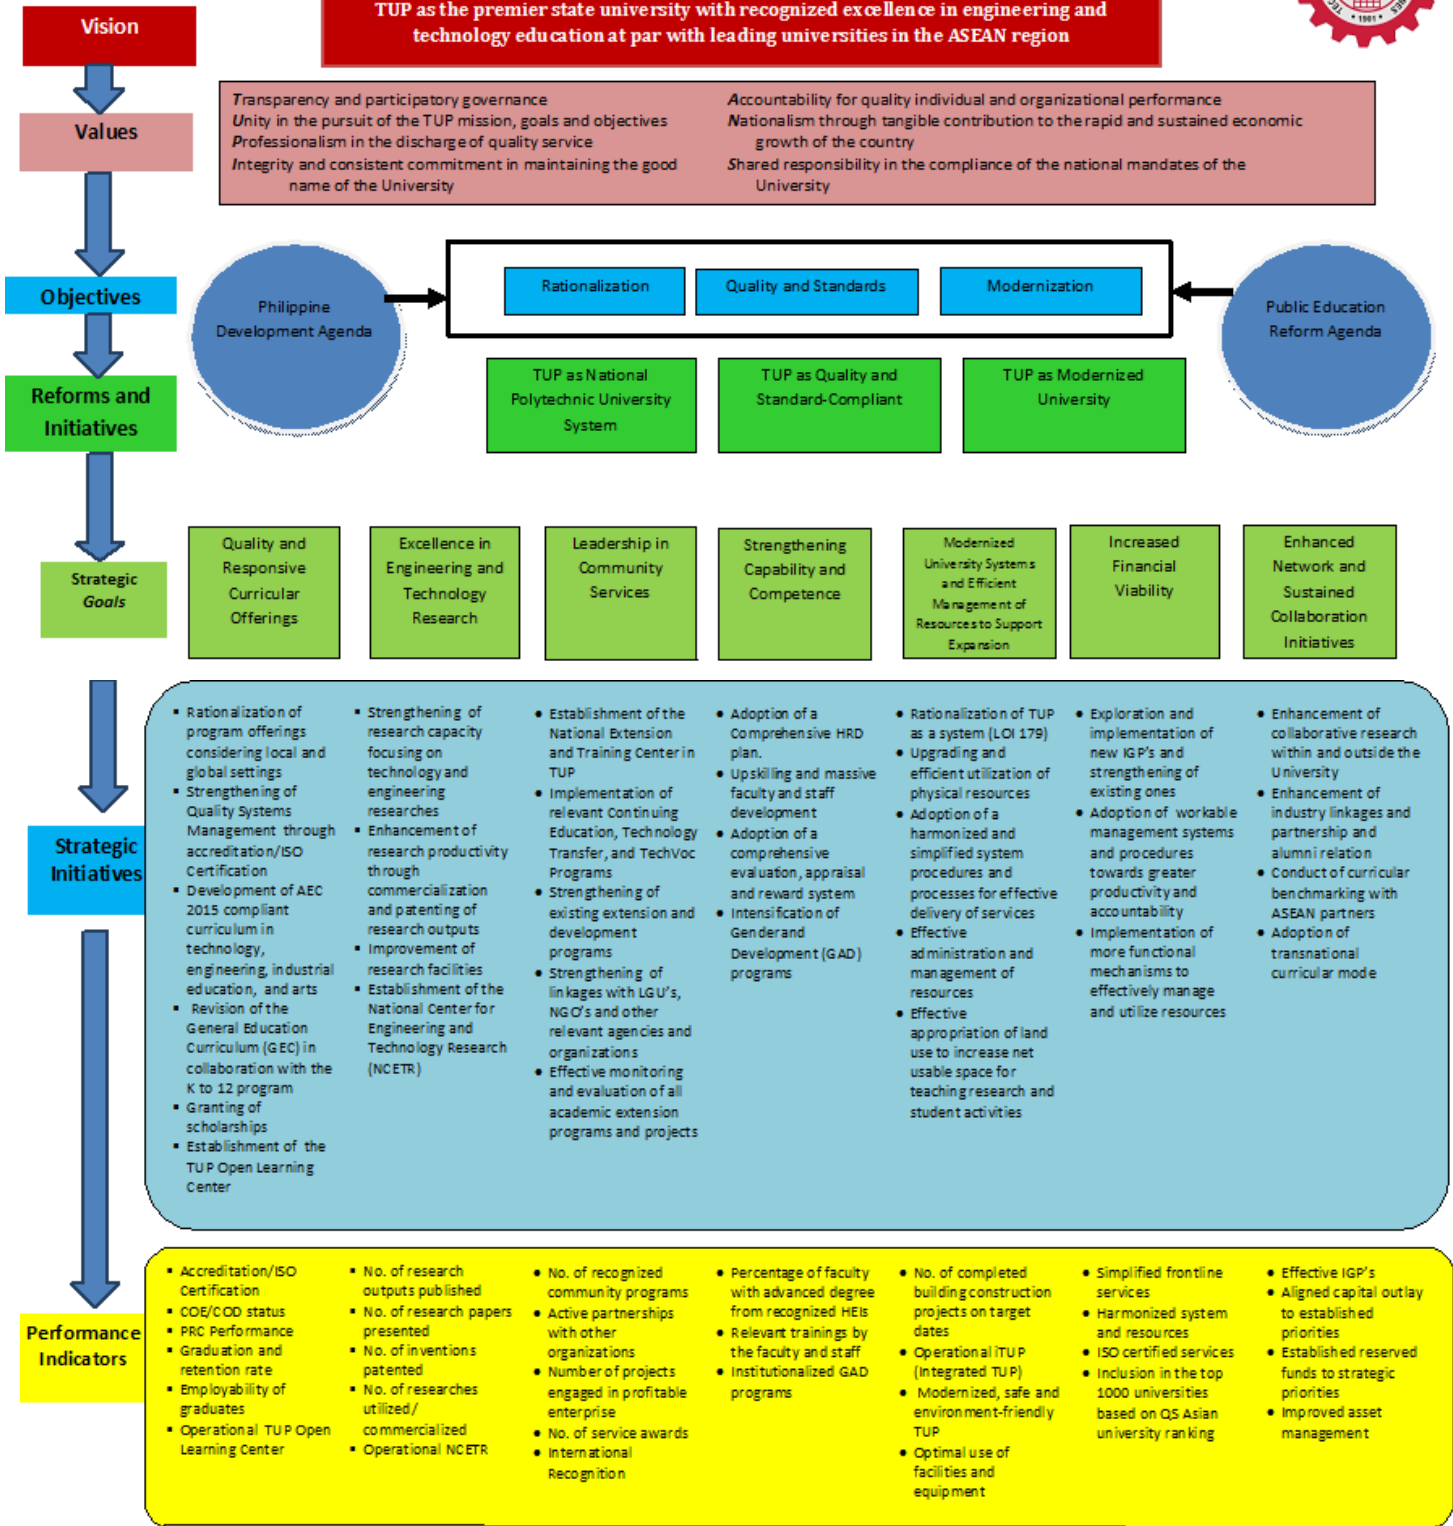 Vision
TUP as the premier state university with recognized excellence in engineering and
technology education at par with leading universities in the ASEAN region
1901
Values
Transparency and participatory governance
Unity in the pursuit of the TUP mission, goals and objectives
Professionalism in the discharge of quality service
Integrity and consistent commitment in maintaining the good
name of the University
Accountability for quality individual and organizational performance
Nationalism through tangible contribution to the rapid and sustained economic
growth of the country
Shared responsibility in the compliance of the national mandates of the
University
Objectives
Philippine
Development Agenda
Rationalization
Quality and Standards
Modernization
Public Education
Reform Agenda
Reforms and
Initiatives
TUP as National
Polytechnic University
System
TUP as Quality and
Standard-Compliant
TUP as Modernized
University
Strategic
Goals
Quality and
Responsive
Curricular
Offerings
Excellence in
Engineering and
Technology
Research
Leadership in
Community
Services
Strengthening
Capability and
Competence
Modernized
University Systems
and Efficient
Management of
Resources to Support
Expansion
Increased
Financial
Viability
Enhanced
Network and
Sustained
Collaboration
Initiatives
Strategic
Initiatives
▪ Rationalization of
program offerings
considering local and
global settings
▪ Strengthening of
Quality Systems
Management through
accreditation/ISO
Certification
▪ Development of AEC
2015 compliant
curriculum in
technology,
engineering, industrial
education, and arts
▪ Revision of the
General Education
Curriculum (GEC) in
collaboration with the
K to 12 program
▪ Granting of
scholarships
▪ Establishment of the
TUP Open Learning
Center
▪ Strengthening of
research capacity
focusing on
technology and
engineering
researches
▪ Enhancement of
research productivity
through
commercialization
and patenting of
research outputs
▪ Improvement of
research facilities
▪ Establishment of the
National Center for
Engineering and
Technology Research
(NCETR)
• Establishment of the
National Extension
and Training Center in
TUP
• Implementation of
relevant Continuing
Education, Technology
Transfer, and TechVoc
Programs
• Strengthening of
existing extension and
development
programs
• Strengthening of
linkages with LGU's,
NGO's and other
relevant agencies and
organizations
• Effective monitoring
and evaluation of all
academic extension
programs and projects
• Adoption of a
Comprehensive HRD
plan.
• Upskilling and massive
faculty and staff
development
• Adoption of a
comprehensive
evaluation, appraisal
and reward system
• Intensification of
Gender and
Development (GAD)
programs
• Rationalization of TUP
as a system (LOI 179)
• Upgrading and
efficient utilization of
physical resources
• Adoption of a
harmonized and
simplified system
procedures and
processes for effective
delivery of services
• Effective
administration and
management of
resources
• Effective
appropriation of land
use to increase net
usable space for
teaching research and
student activities
• Exploration and
implementation of
new IGP's and
strengthening of
existing ones
• Adoption of workable
management systems
and procedures
towards greater
productivity and
accountability
• Implementation of
more functional
mechanisms to
effectively manage
and utilize resources
• Enhancement of
collaborative research
within and outside the
University
• Enhancement of
industry linkages and
partnership and
alumni relation
• Conduct of curricular
benchmarking with
ASEAN partners
• Adoption of
transnational
curricular mode
Performance
Indicators
▪ Accreditation/ISO
Certification
▪ COE/COD status
▪ PRC Performance
▪ Graduation and
retention rate
▪ Employability of
graduates
▪ Operational TUP Open
Learning Center
▪ No. of research
outputs published
▪ No. of research papers
presented
▪ No. of inventions
patented
▪ No. of researches
utilized/
commercialized
▪ Operational NCETR
• No. of recognized
community programs
• Active partnerships
with other
organizations
• Number of projects
engaged in profitable
enterprise
• No. of service awards
• International
Recognition
• Percentage of faculty
with advanced degree
from recognized HEIs
• Relevant trainings by
the faculty and staff
• Institutionalized GAD
programs
• No. of completed
building construction
projects on target
dates
• Operational iTUP
(Integrated TUP)
• Modernized, safe and
environment-friendly
TUP
• Optimal use of
facilities and
equipment
• Simplified frontline
services
• Harmonized system
and resources
• ISO certified services
• Inclusion in the top
1000 universities
based on QS Asian
university ranking
• Effective IGP's
• Aligned capital outlay
to established
priorities
• Established reserved
funds to strategic
priorities
• Improved asset
management